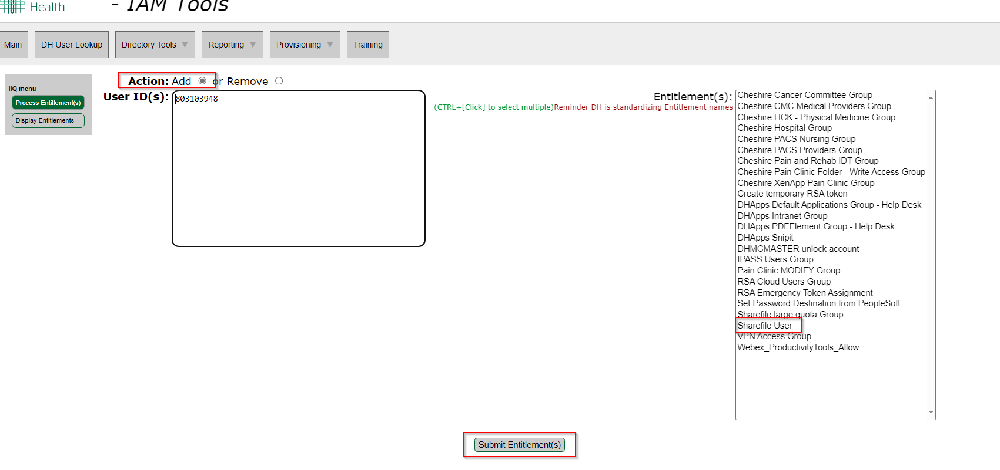 - IAM Tools
Health
Main
DH User Lookup
Directory Tools
Reporting
Provisioning
Training
IIQ menu
Process Entitlement(s)
Display Entitlements
Action: Add or Remove
User ID(s):
803103948
Entitlement(s):
(CTRL+[Click] to select multiple)Reminder DH is standardizing Entitlement names
Cheshire Cancer Committee Group
Cheshire CMC Medical Providers Group
Cheshire HCK - Physical Medicine Group
Cheshire Hospital Group
Cheshire PACS Nursing Group
Cheshire PACS Providers Group
Cheshire Pain and Rehab IDT Group
Cheshire Pain Clinic Folder - Write Access Group
Cheshire XenApp Pain Clinic Group
Create temporary RSA token
DHApps Default Applications Group - Help Desk
DHApps Intranet Group
DHApps PDFElement Group - Help Desk
DHApps Snipit
DHMCMASTER unlock account
IPASS Users Group
Pain Clinic MODIFY Group
RSA Cloud Users Group
RSA Emergency Token Assignment
Set Password Destination from PeopleSoft
Sharefile large quota Group
Sharefile User
VPN Access Group
Webex_ProductivityTools_Allow
Submit Entitlement(s)